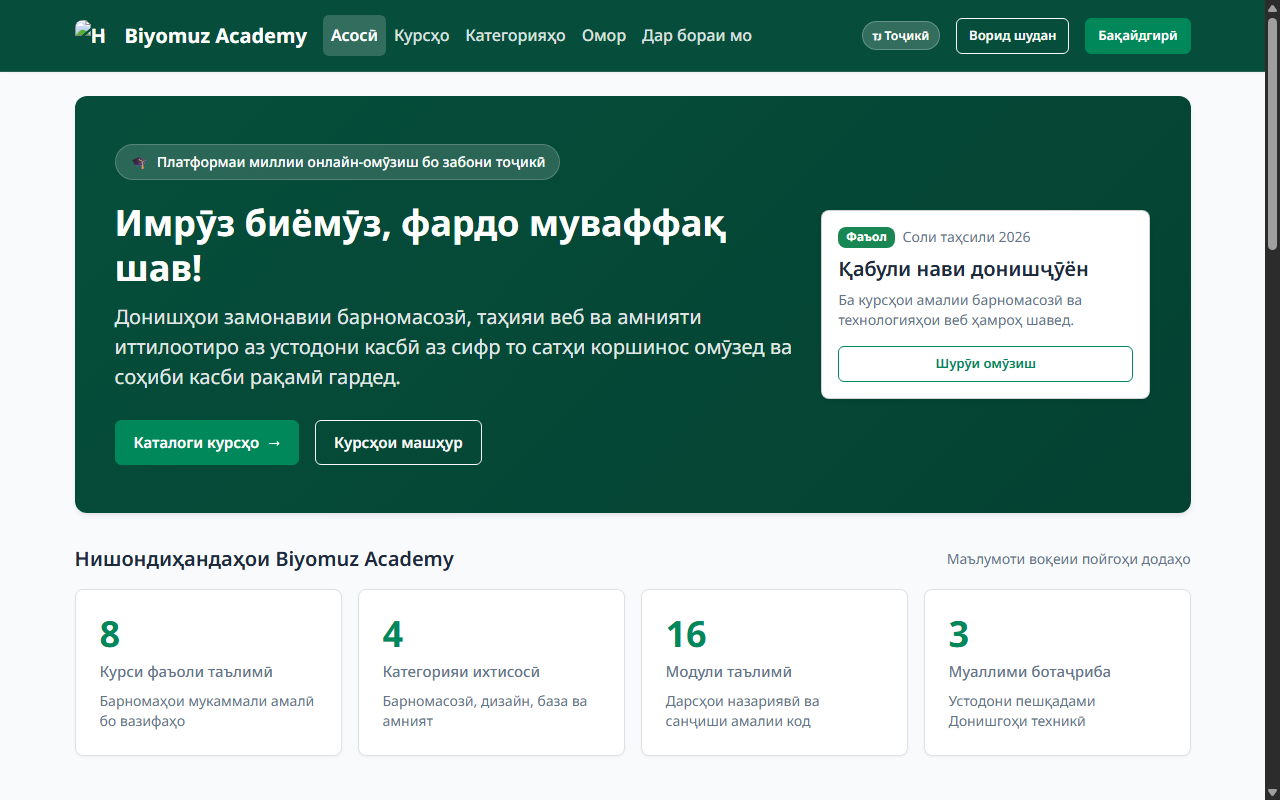 H Biyomuz Academy Асосӣ Курсҳо Категорияҳо Омор Дар бораи мо TJ Тоҷикӣ Ворид шудан Бақайдгирӣ
Платформаи миллии онлайн-омӯзиш бо забони тоҷикӣ
Имрӯз биёмӯз, фардо муваффақ
шав!
Донишҳои замонавии барномасозӣ, таҳияи веб ва амнияти
иттилоотиро аз устодони касбӣ аз сифр то сатҳи коршинос омӯзед ва
соҳиби касби рақамӣ гардед.
Каталоги курсҳо → Курсҳои машҳур
Фаъол Соли таҳсили 2026
Қабули нави донишҷӯён
Ба курсҳои амалии барномасозӣ ва
технологияҳои веб ҳамроҳ шавед.
Шурӯи омӯзиш
Нишондиҳандаҳои Biyomuz Academy Маълумоти воқеии пойгоҳи додаҳо
8
Курси фаъоли таълимӣ
Барномаҳои мукаммали амалӣ
бо вазифаҳо
4
Категорияи ихтисосӣ
Барномасозӣ, дизайн, база ва
амният
16
Модули таълимӣ
Дарсҳои назариявӣ ва
санҷиши амалии код
3
Муаллими ботаҷриба
Устодони пешқадами
Донишгоҳи техникӣ